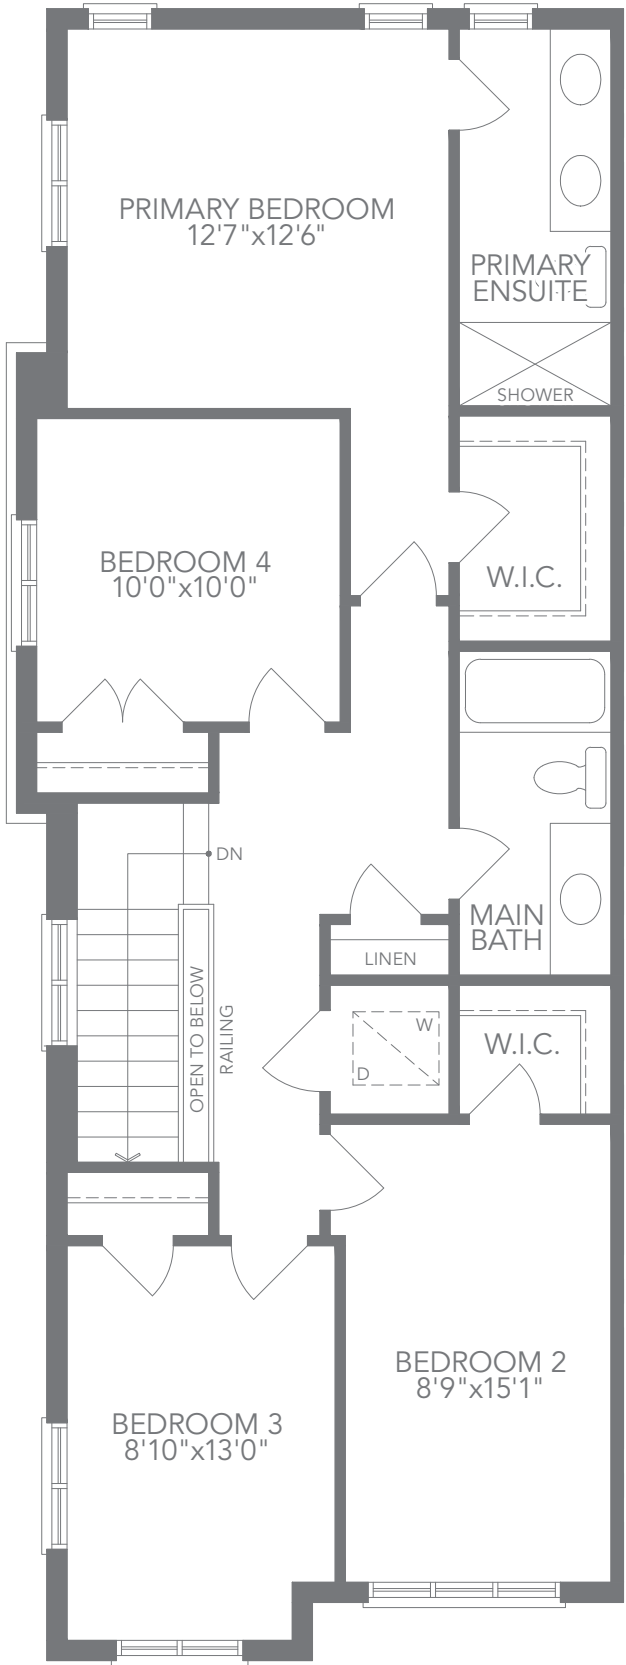 PRIMARY BEDROOM
12'7"x12'6"
PRIMARY
ENSUITE
SHOWER
BEDROOM 4
10'0"x10'0"
W.I.C.
DN
MAIN
BATH
LINEN
OPEN TO BELOW
RAILING
W
D
W.I.C.
BEDROOM 2
8'9"x15'1"
BEDROOM 3
8'10"x13'0"